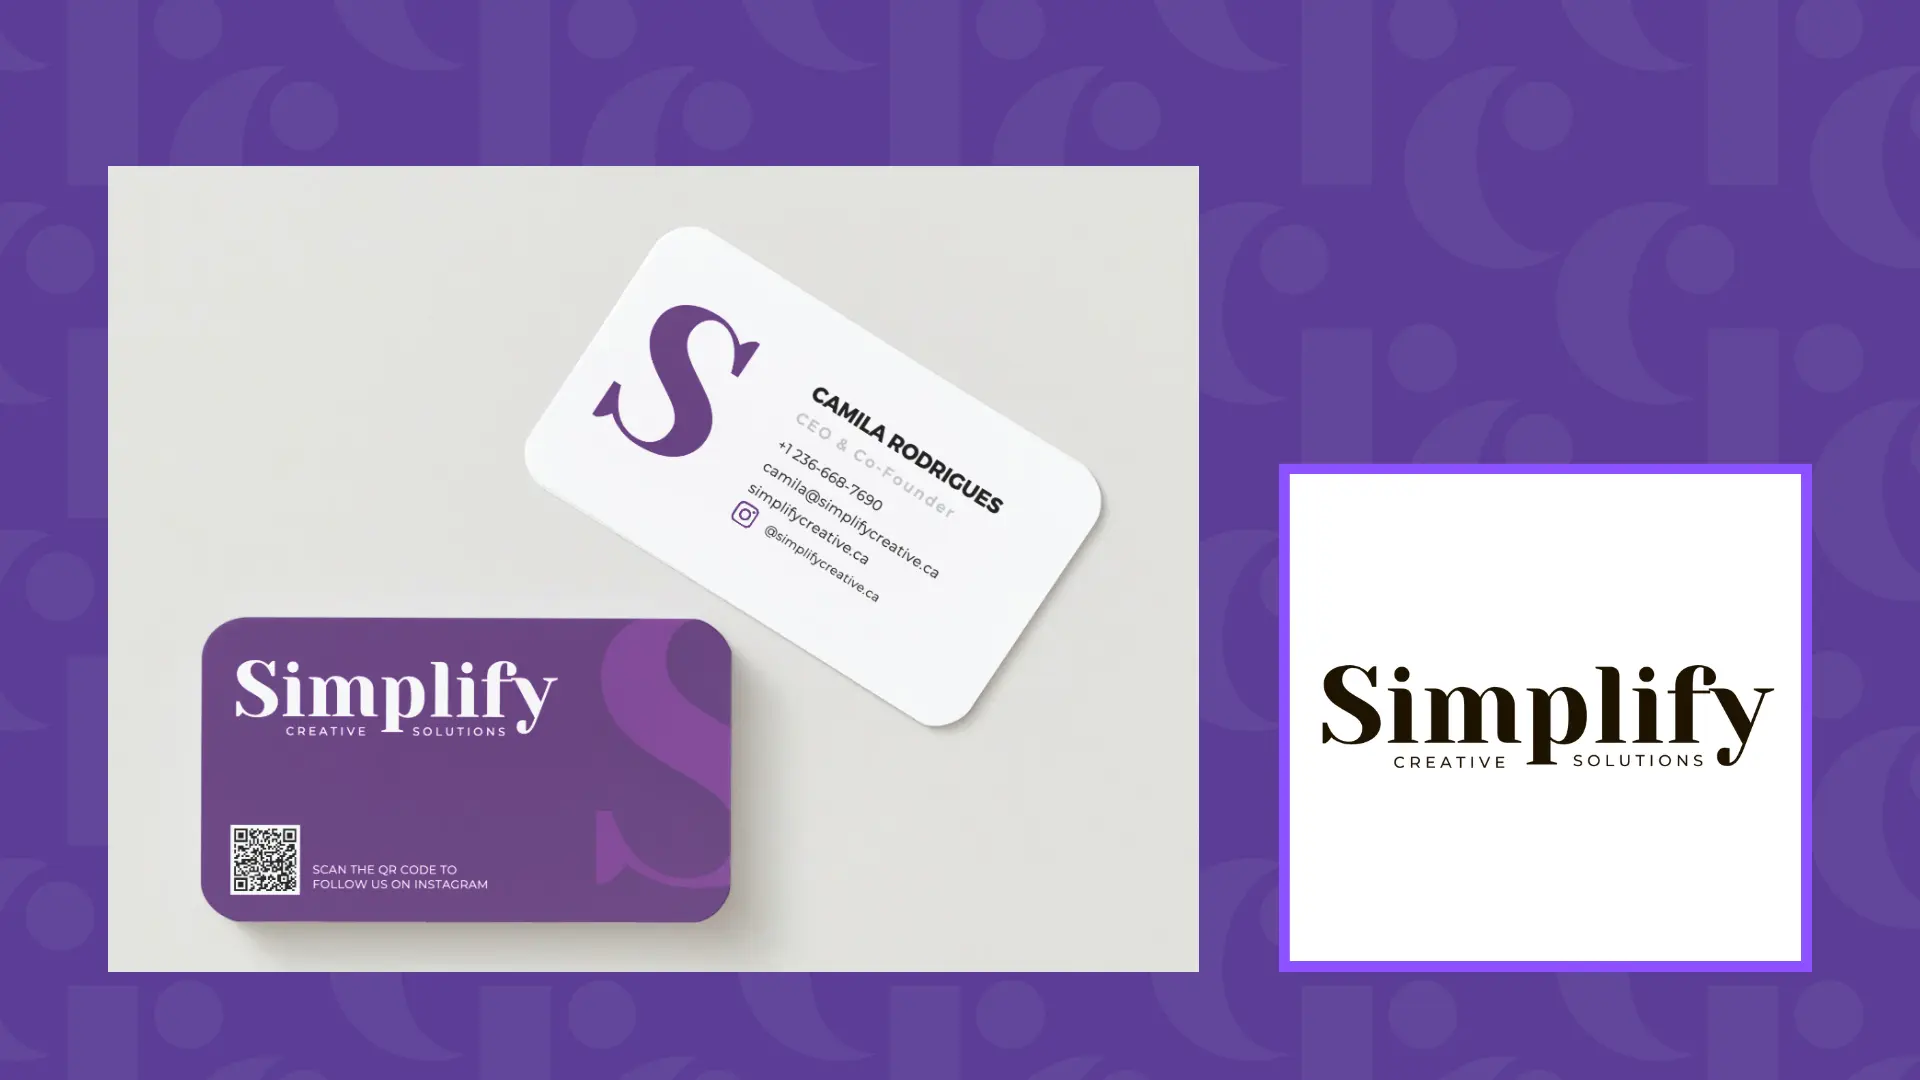 S
CAMILA RODRIGUES
CEO & Co-Founder
+1 236-668-7690
camila@simplifycreative.ca
simplifycreative.ca
@simplifycreative.ca
Simplify
CREATIVE SOLUTIONS
S
SCAN THE QR CODE TO
FOLLOW US ON INSTAGRAM
Simplify
CREATIVE SOLUTIONS